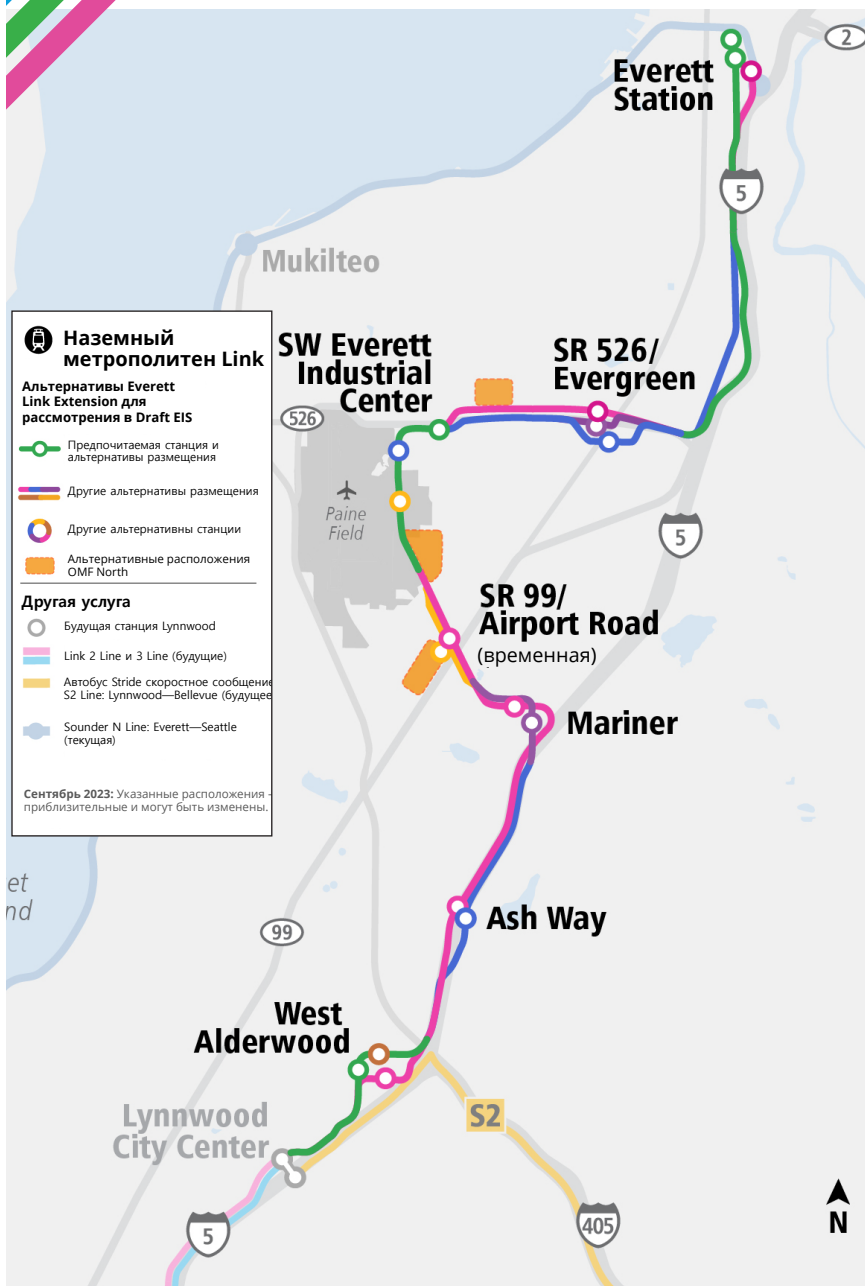 2
Everett
Station
5
Mukilteo
Наземный
метрополитен Link
Альтернативы Everett
Link Extension для
рассмотрения в Draft EIS
Предпочитаемая станция и
альтернативы размещения
Другие альтернативы размещения
Другие альтернативны станции
Альтернативные расположения
OMF North
Другая услуга
Будущая станция Lynnwood
Link 2 Line и 3 Line (будущие)
Автобус Stride скоростное сообщение
S2 Line: Lynnwood—Bellevue (будущее
Sounder N Line: Everett—Seattle
(текущая)
Сентябрь 2023: Указанные расположения -
приблизительные и могут быть изменены.
SW Everett
Industrial
Center
SR 526/
Evergreen
526
Paine
Field
5
SR 99/
Airport Road
(временная)
Mariner
et
nd
99
Ash Way
West
Alderwood
Lynnwood
City Center
S2
5
405
N